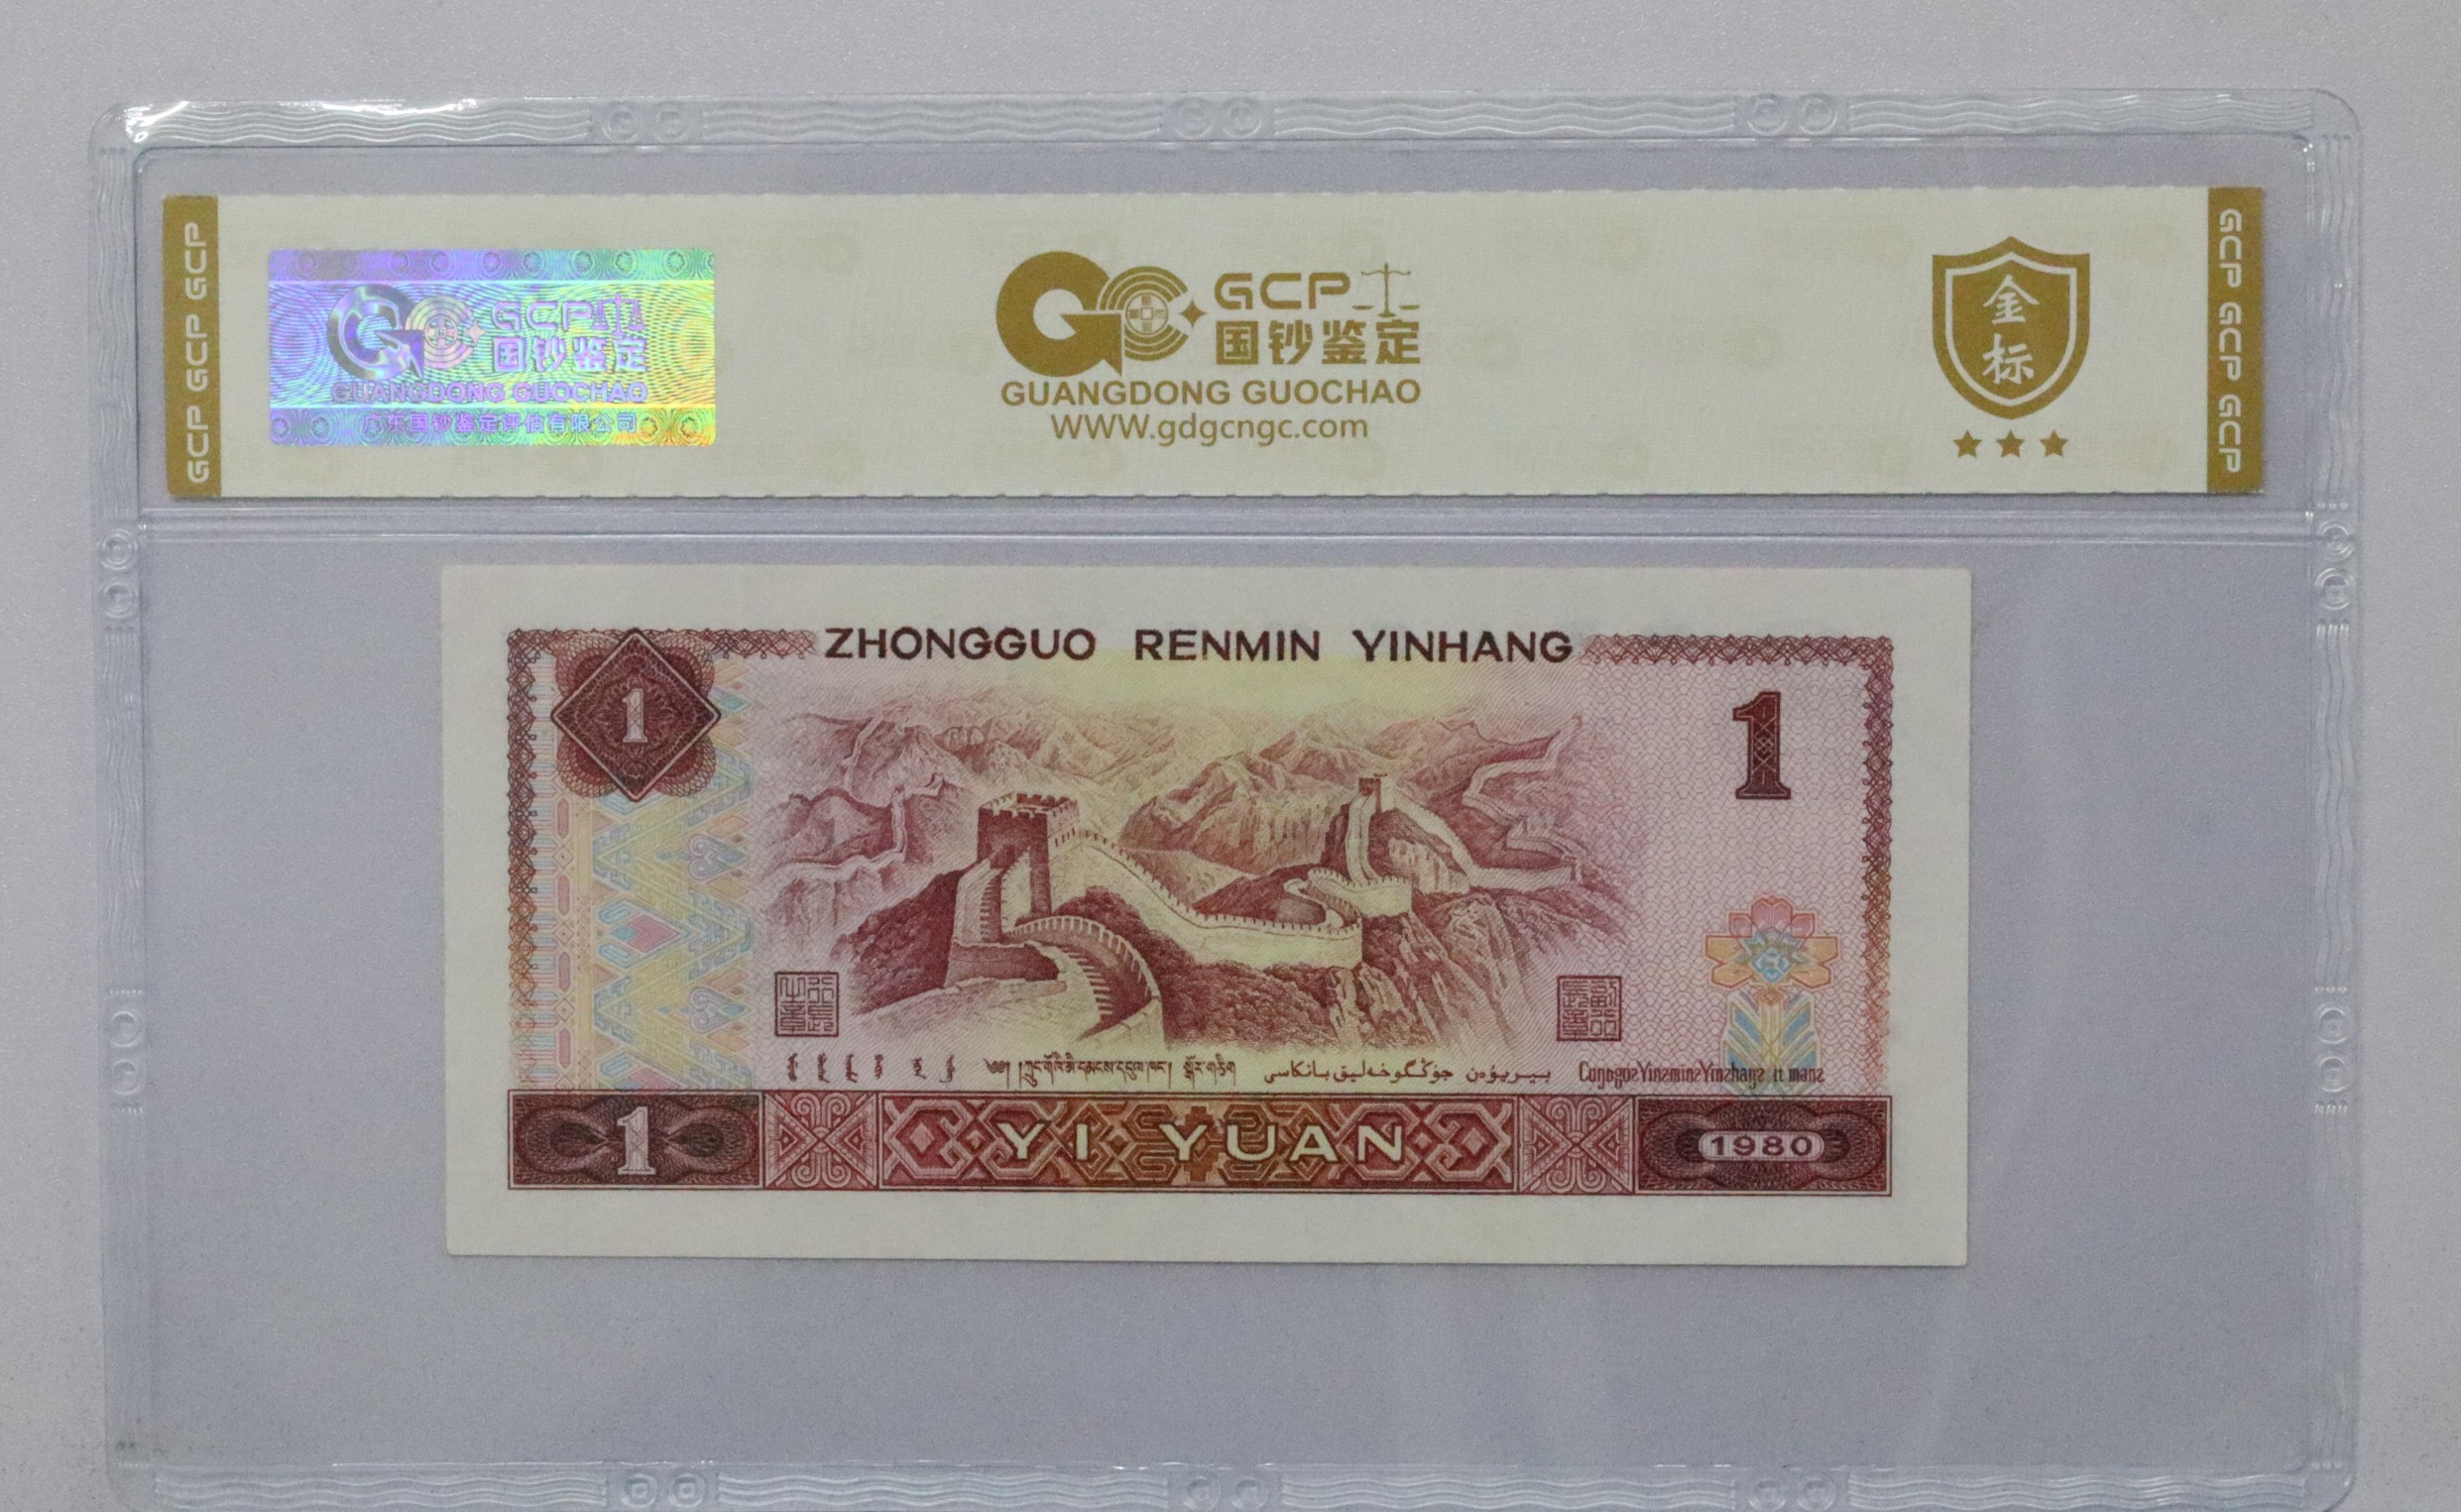 GCP GCP GCP
GCP
国钞鉴定
GUANGDONG GUOCHAO
广东国钞鉴定评估有限公司
GCP
国钞鉴定
GUANGDONG GUOCHAO
WWW.gdgcngc.com
金
标
GCP GCP GCP
ZHONGGUO RENMIN YINHANG
1
1
1
YI YUAN
1980